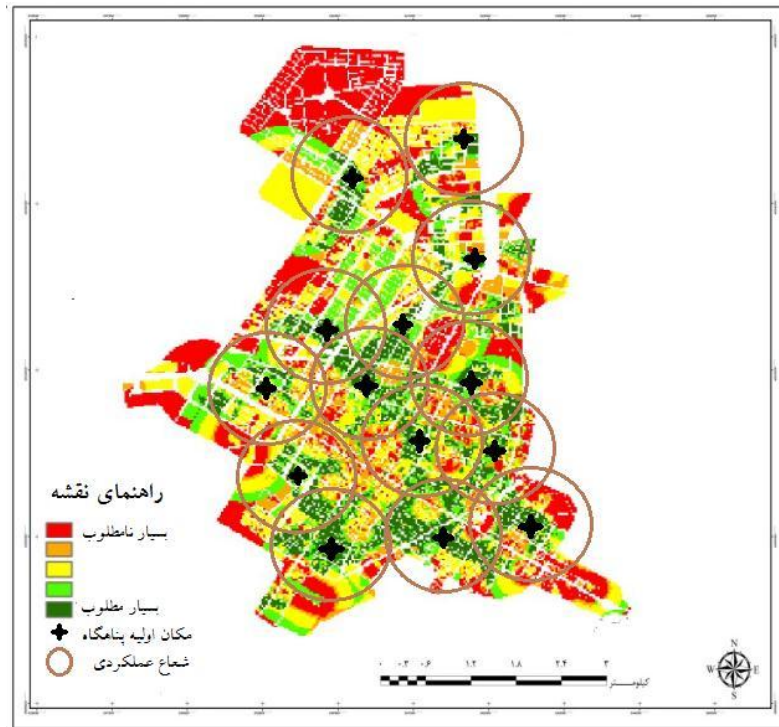 راهنمای نقشه
بسیار نامطلوب
بسیار مطلوب
مکان اولیه پناهگاه
شعاع عملکردی
۰ ۰.۳ ۰.۶ ۱.۲ ۱.۸ ۲.۴ ۳
کیلومتر
N
W E
S